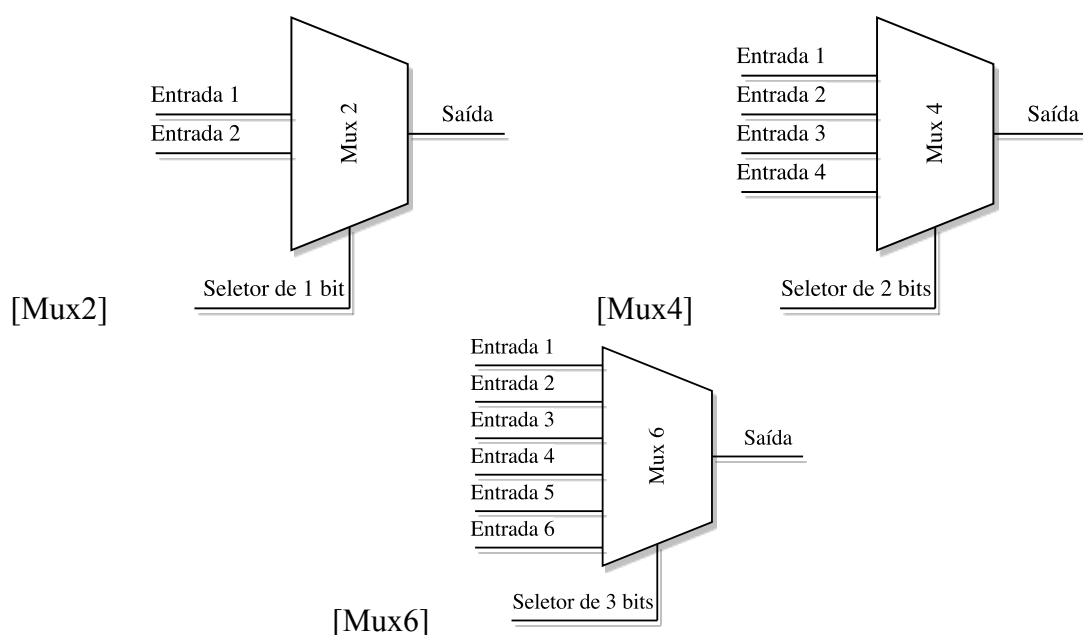 Entrada 1
Entrada 2
Mux 2
Saída
Seletor de 1 bit
[Mux2]
Entrada 1
Entrada 2
Entrada 3
Entrada 4
Mux 4
Saída
Seletor de 2 bits
[Mux4]
Entrada 1
Entrada 2
Entrada 3
Entrada 4
Entrada 5
Entrada 6
Mux 6
Saída
Seletor de 3 bits
[Mux6]